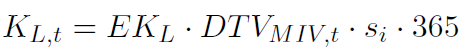 K_{L,t} = EK_L · DTV_{MIV,t} · s_i · 365